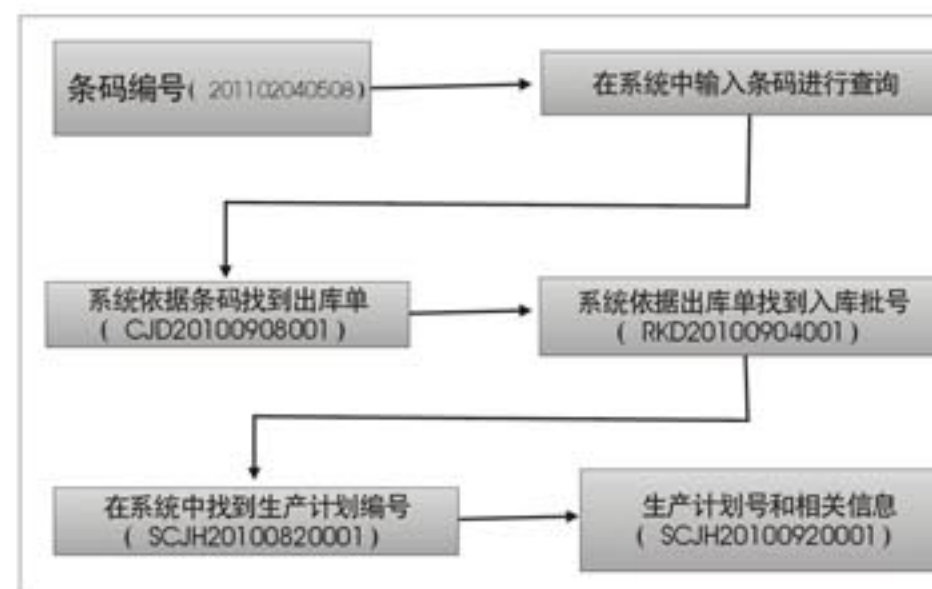 条码编号( 201102040508)
在系统中输入条码进行查询
系统依据条码找到出库单
( CJD20100908001 )
系统依据出库单找到入库批号
( RKD20100904001 )
在系统中找到生产计划编号
( SCJH20100820001 )
生产计划号和相关信息
( SCJH20100920001 )